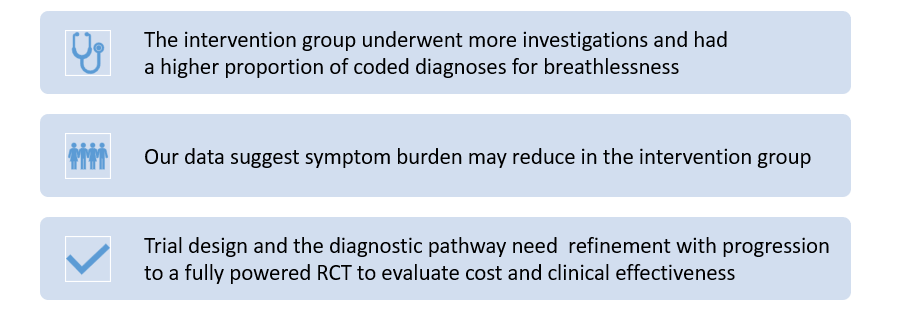 The intervention group underwent more investigations and had
a higher proportion of coded diagnoses for breathlessness
Our data suggest symptom burden may reduce in the intervention group
Trial design and the diagnostic pathway need  refinement with progression
to a fully powered RCT to evaluate cost and clinical effectiveness